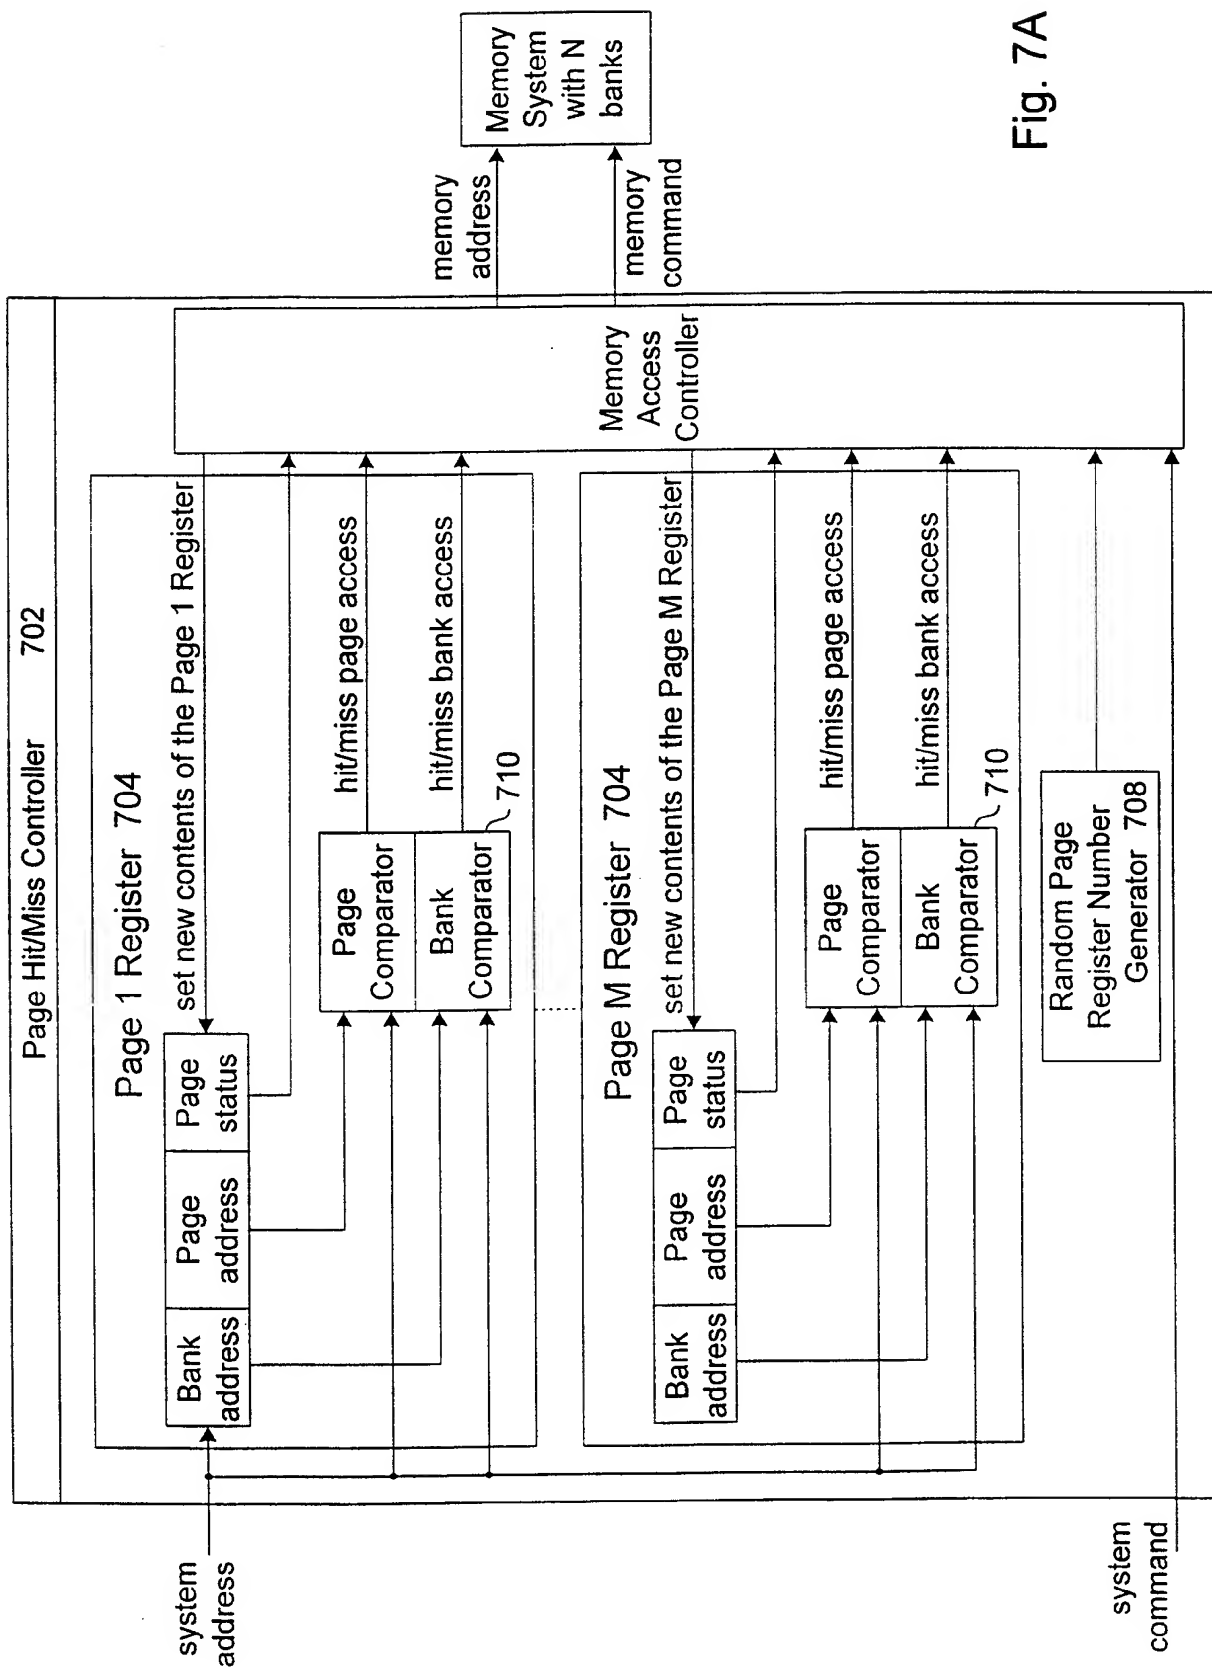 Page Hit/Miss Controller 702
Page 1 Register 704
set new contents of the Page 1 Register
Bank
address
Page
address
Page
status
Page
Comparator
Bank
Comparator
710
hit/miss page access
hit/miss bank access
system
address
Page M Register 704
set new contents of the Page M Register
Bank
address
Page
address
Page
status
Page
Comparator
Bank
Comparator
710
hit/miss page access
hit/miss bank access
Random Page
Register Number
Generator 708
system
command
Memory
Access
Controller
memory
address
memory
command
Memory
System
with N
banks
Fig. 7A